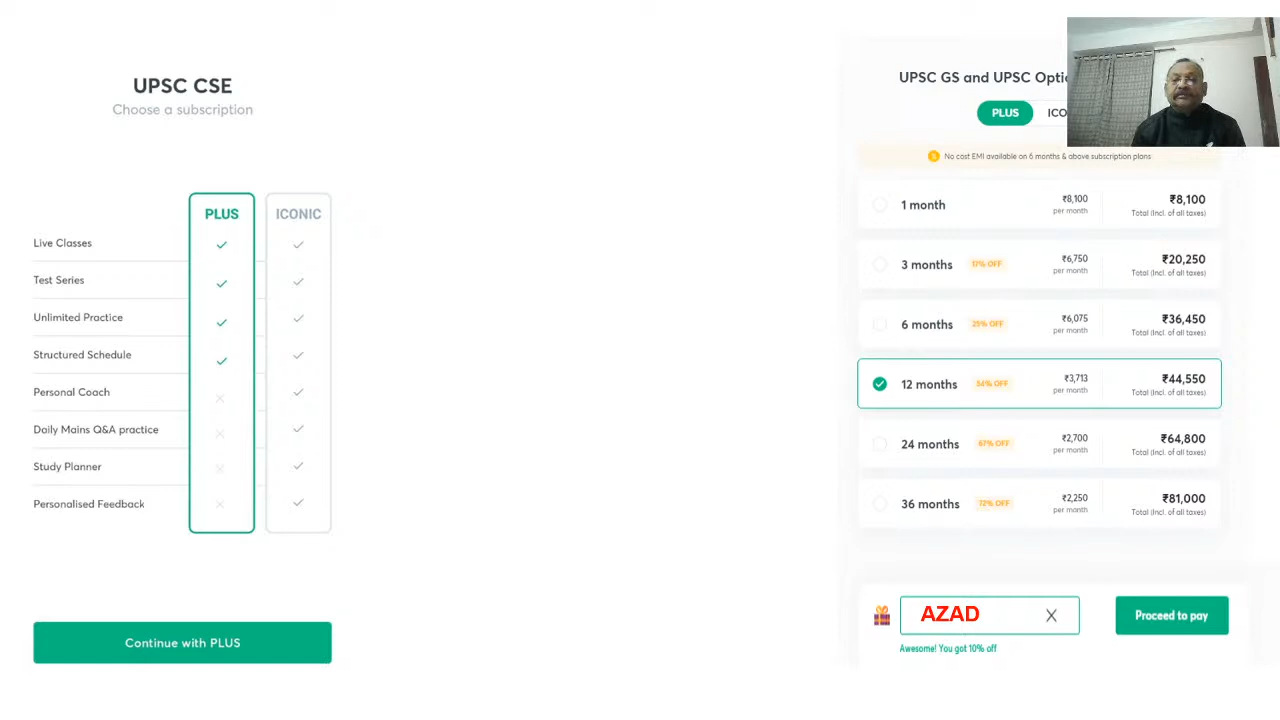 UPSC CSE
Choose a subscription
PLUS
ICONIC
Live Classes
Test Series
Unlimited Practice
Structured Schedule
Personal Coach
Daily Mains Q&A practice
Study Planner
Personalised Feedback
Continue with PLUS
UPSC GS and UPSC Optio
PLUS
ICO
No cost EMI available on 6 months & above subscription plans
1 month
₹8,100
per month
₹8,100
Total (Incl. of all taxes)
3 months
17% OFF
₹6,750
per month
₹20,250
Total (Incl. of all taxes)
6 months
25% OFF
₹6,075
per month
₹36,450
Total (Incl. of all taxes)
12 months
54% OFF
₹3,713
per month
₹44,550
Total (Incl. of all taxes)
24 months
67% OFF
₹2,700
per month
₹64,800
Total (Incl. of all taxes)
36 months
72% OFF
₹2,250
per month
₹81,000
Total (Incl. of all taxes)
AZAD
X
Proceed to pay
Awesome! You got 10% off